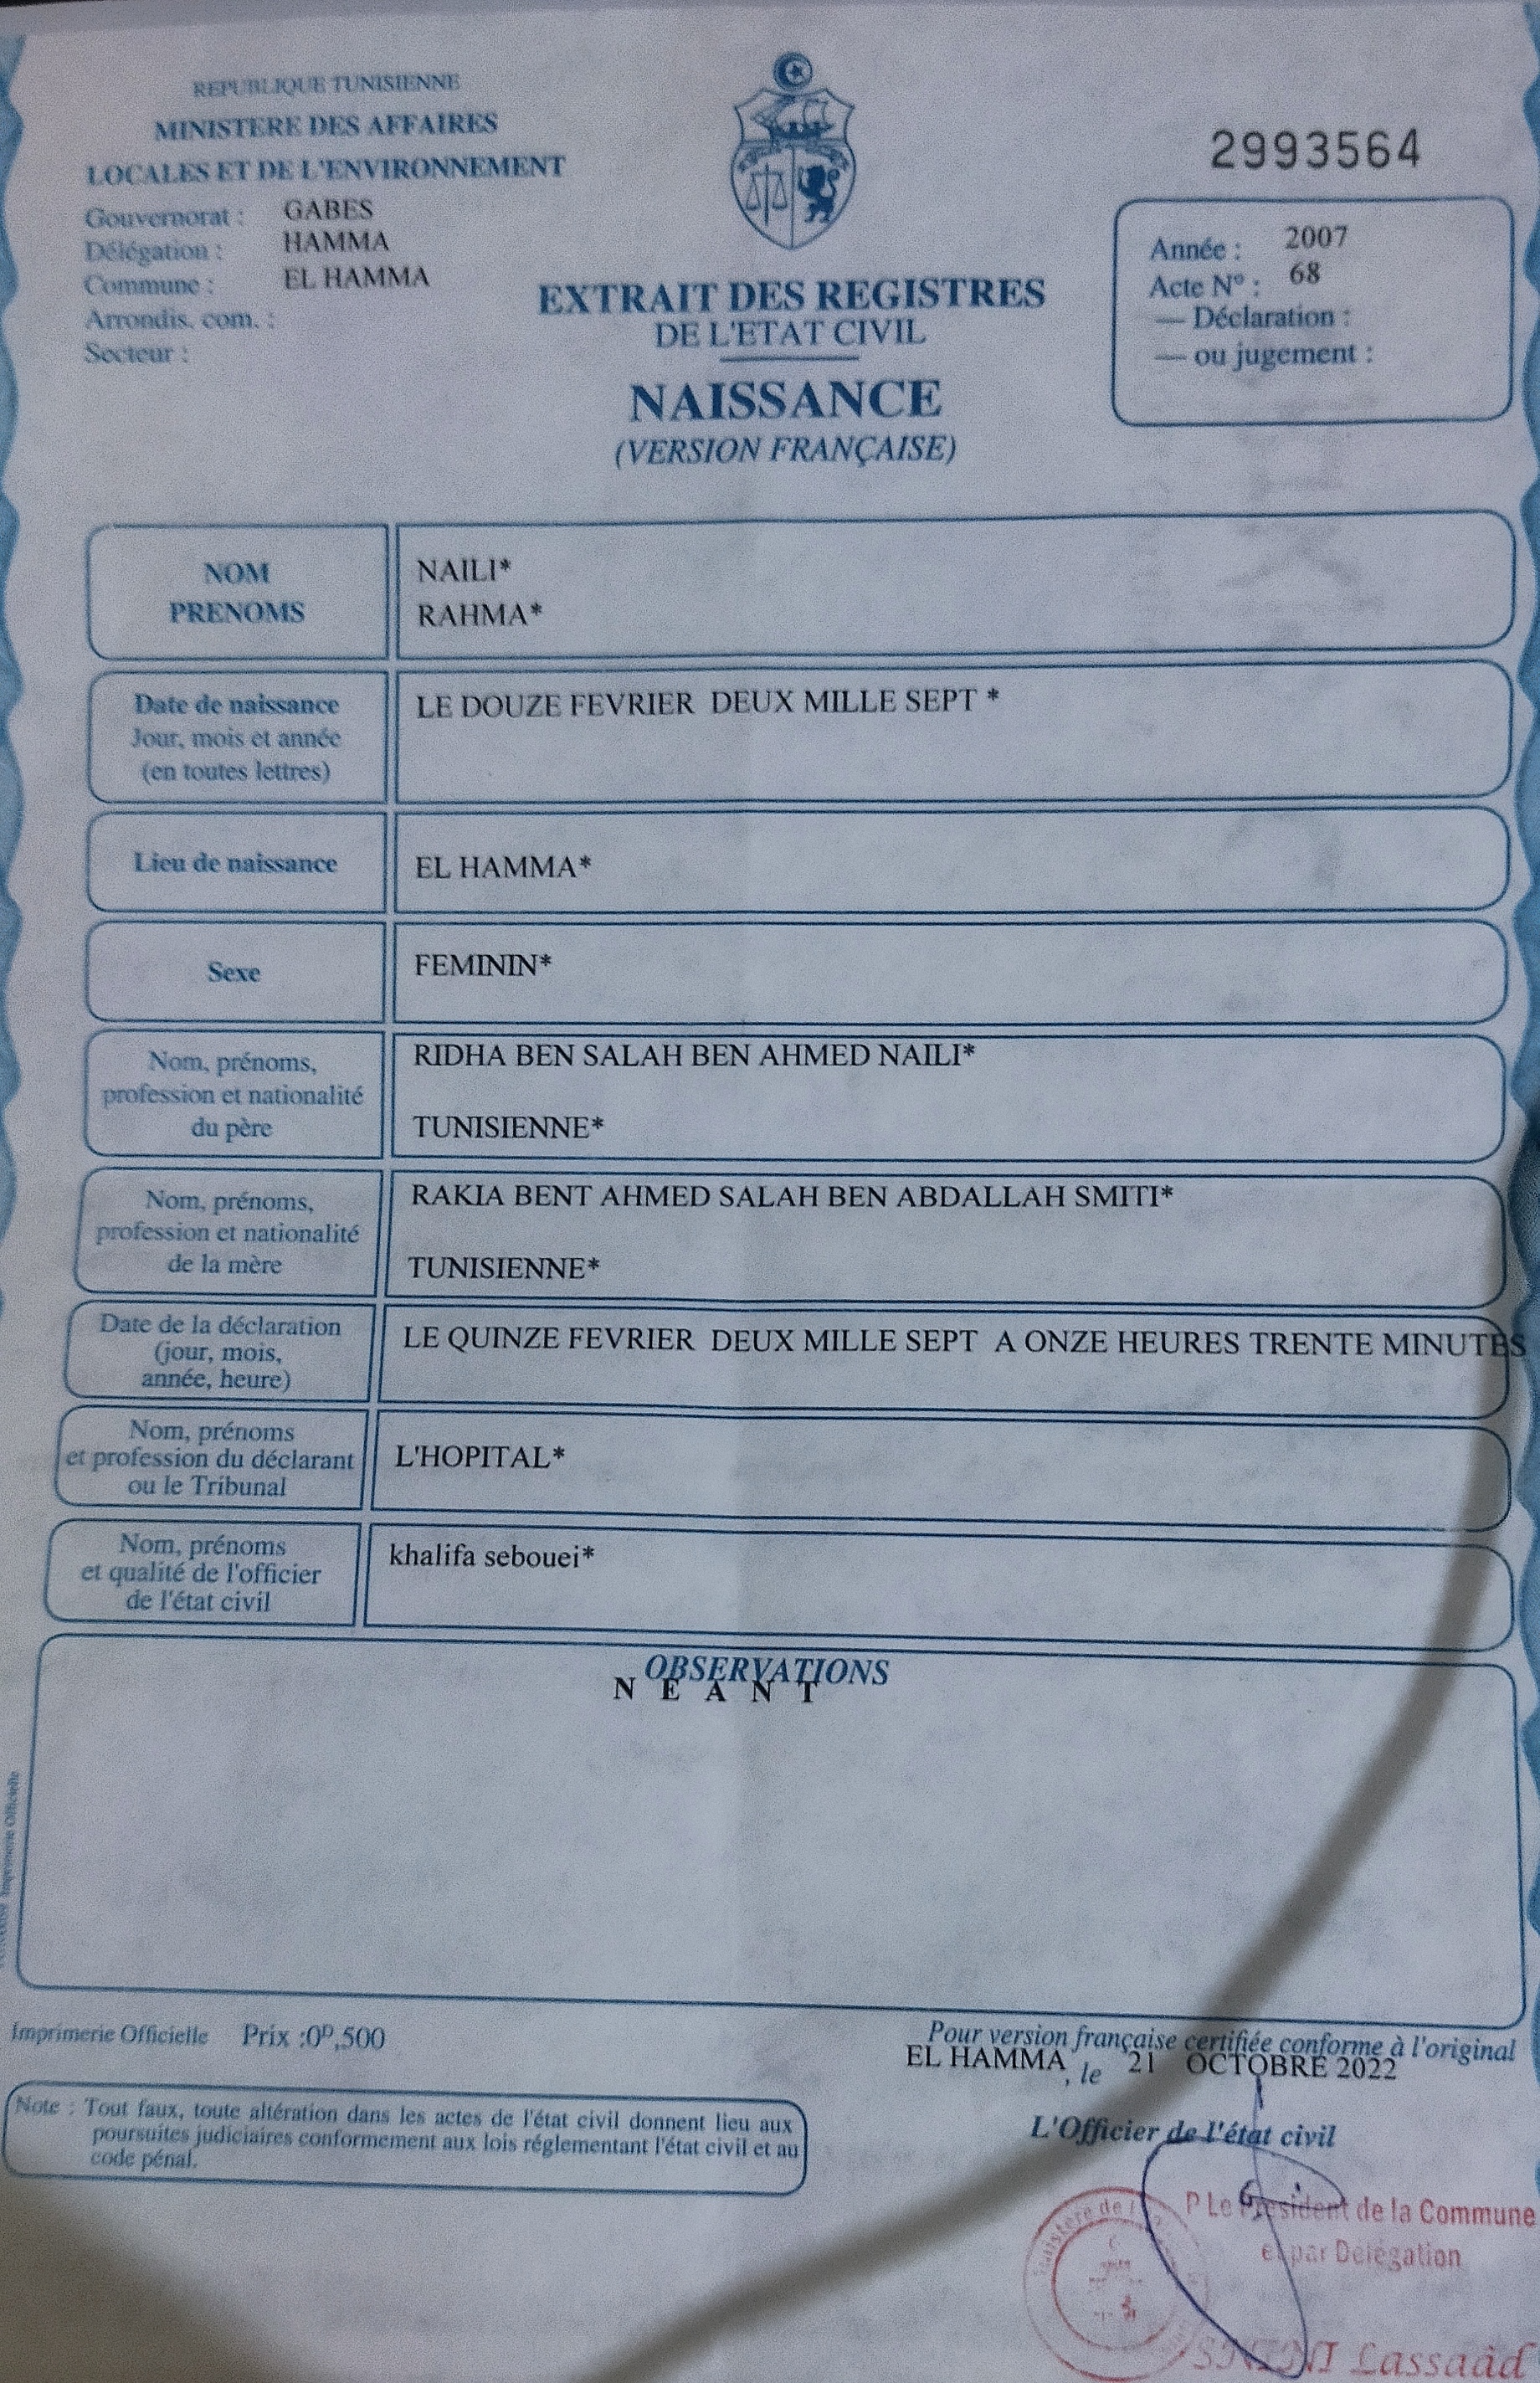 REPUBLIQUE TUNISIENNE
MINISTERE DES AFFAIRES
LOCALES ET DE L'ENVIRONNEMENT
Gouvernorat : GABES
Délégation : HAMMA
Commune : EL HAMMA
Arrondis. com. :
Secteur :
EXTRAIT DES REGISTRES
DE L'ETAT CIVIL
NAISSANCE
(VERSION FRANÇAISE)
2993564
Année : 2007
Acte N° : 68
— Déclaration :
— ou jugement :
NOM
PRENOMS
NAILI*
RAHMA*
Date de naissance
Jour, mois et année
(en toutes lettres)
LE DOUZE FEVRIER DEUX MILLE SEPT *
Lieu de naissance
EL HAMMA*
Sexe
FEMININ*
Nom, prénoms,
profession et nationalité
du père
RIDHA BEN SALAH BEN AHMED NAILI*
TUNISIENNE*
Nom, prénoms,
profession et nationalité
de la mère
RAKIA BENT AHMED SALAH BEN ABDALLAH SMITI*
TUNISIENNE*
Date de la déclaration
(jour, mois,
année, heure)
LE QUINZE FEVRIER DEUX MILLE SEPT A ONZE HEURES TRENTE MINUTES
Nom, prénoms
et profession du déclarant
ou le Tribunal
L'HOPITAL*
Nom, prénoms
et qualité de l'officier
de l'état civil
khalifa sebouei*
OBSERVATIONS
N E A N T
Imprimerie Officielle
Imprimerie Officielle Prix :0ᴰ,500
Pour version française certifiée conforme à l'original
EL HAMMA , le 21 OCTOBRE 2022
Note : Tout faux, toute altération dans les actes de l'état civil donnent lieu aux
poursuites judiciaires conformement aux lois réglementant l'état civil et au
code pénal.
L'Officier de l'état civil
P Le Président de la Commune
et par Délégation
Ministère de
Lassaâd